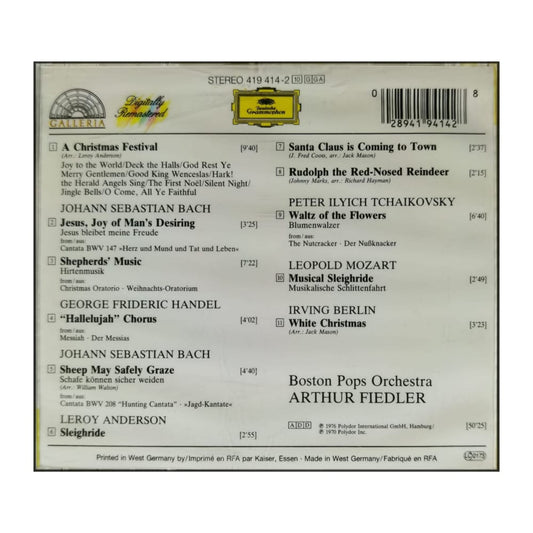 STEREO 419 414-2 10 G GA
GALLERIA
Digitally
Remastered
Deutsche
Grammophon
0
28941 94142
8
1 A Christmas Festival [9'40]
(Arr.: Leroy Anderson)
Joy to the World/Deck the Halls/God Rest Ye
Merry Gentlemen/Good King Wenceslas/Hark!
the Herald Angels Sing/The First Noël/Silent Night/
Jingle Bells/O Come, All Ye Faithful
JOHANN SEBASTIAN BACH
2 Jesus, Joy of Man's Desiring [3'25]
Jesus bleibet meine Freude
from/aus:
Cantata BWV 147 »Herz und Mund und Tat und Leben«
3 Shepherds' Music [7'22]
Hirtenmusik
from/aus:
Christmas Oratorio · Weihnachts-Oratorium
GEORGE FRIDERIC HANDEL
4 "Hallelujah" Chorus [4'02]
from/aus:
Messiah · Der Messias
JOHANN SEBASTIAN BACH
5 Sheep May Safely Graze [4'40]
Schafe können sicher weiden
(Arr.: William Walton)
Cantata BWV 208 "Hunting Cantata" · »Jagd-Kantate«
LEROY ANDERSON
6 Sleighride [2'55]
7 Santa Claus is Coming to Town [2'37]
(J. Fred Coots, arr.: Jack Mason)
8 Rudolph the Red-Nosed Reindeer [2'15]
(Johnny Marks, arr.: Richard Hayman)
PETER ILYICH TCHAIKOVSKY
9 Waltz of the Flowers [6'40]
Blumenwalzer
from/aus:
The Nutcracker · Der Nußknacker
LEOPOLD MOZART
10 Musical Sleighride [2'49]
Musikalische Schlittenfahrt
IRVING BERLIN
11 White Christmas [3'23]
(Arr.: Jack Mason)
Boston Pops Orchestra
ARTHUR FIEDLER
ADD ℗ 1976 Polydor International GmbH, Hamburg/ [50'25]
℗ 1970 Polydor Inc.
Printed in West Germany by/Imprimé en RFA par Kaiser, Essen · Made in West Germany/Fabriqué en RFA
LC 0173